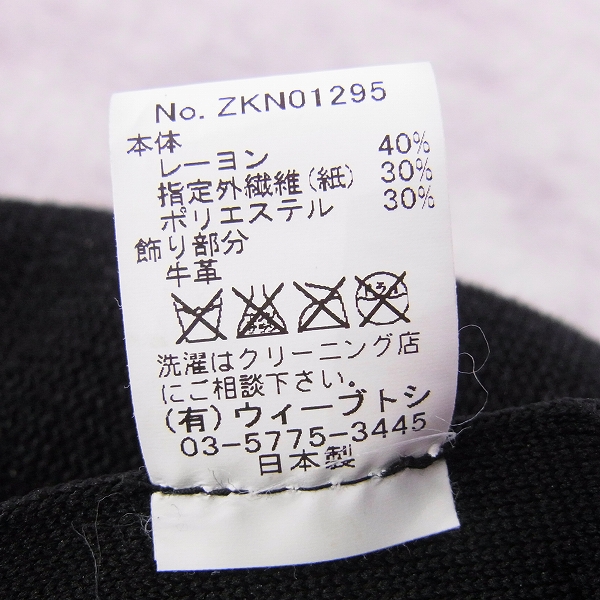 No. ZKN01295
本体
レーヨン 40%
指定外繊維(紙) 30%
ポリエステル 30%
飾り部分
牛革
洗濯はクリーニング店
にご相談下さい。
(有)ウィーブトシ
03-5775-3445
日本製